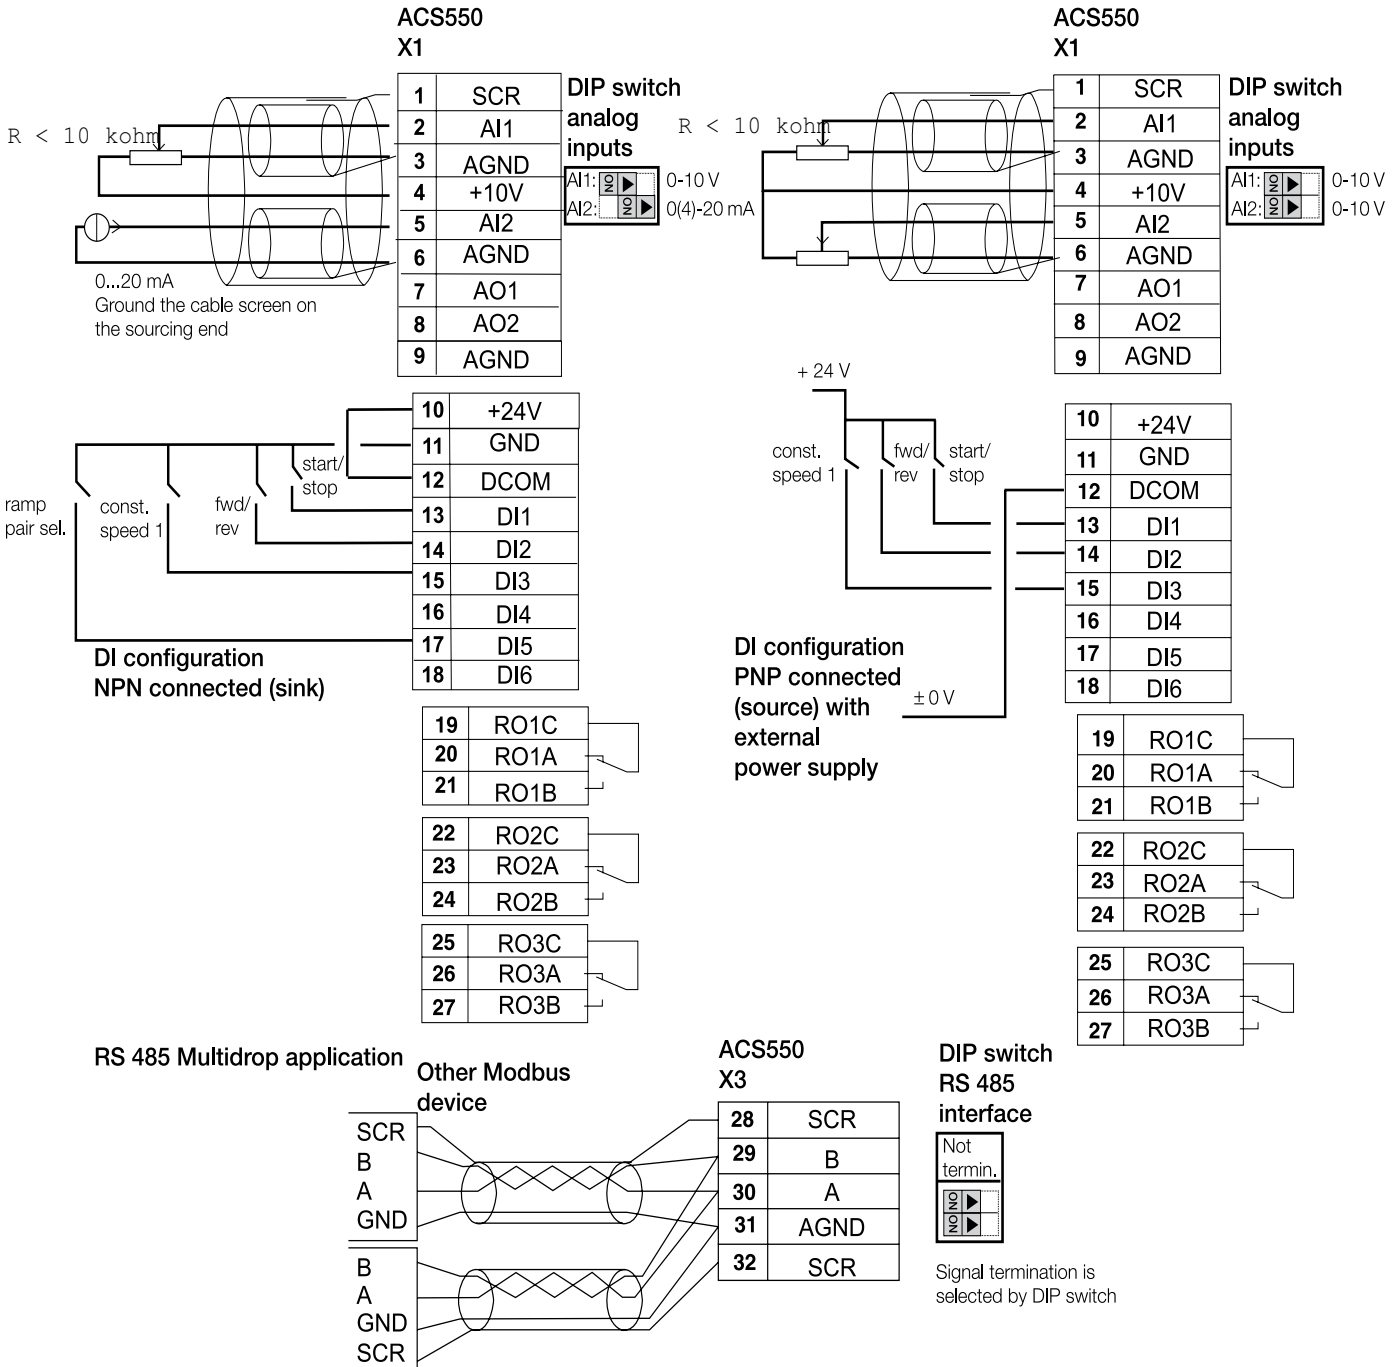 ACS550
X1
1 SCR
2 AI1
3 AGND
4 +10V
5 AI2
6 AGND
7 AO1
8 AO2
9 AGND
R < 10 kohm
0...20 mA
Ground the cable screen on
the sourcing end
DIP switch
analog
inputs
AI1: ON 0-10 V
AI2: ON 0(4)-20 mA
10 +24V
11 GND
12 DCOM
13 DI1
14 DI2
15 DI3
16 DI4
17 DI5
18 DI6
ramp
pair sel.
const.
speed 1
fwd/
rev
start/
stop
DI configuration
NPN connected (sink)
19 RO1C
20 RO1A
21 RO1B
22 RO2C
23 RO2A
24 RO2B
25 RO3C
26 RO3A
27 RO3B
ACS550
X1
1 SCR
2 AI1
3 AGND
4 +10V
5 AI2
6 AGND
7 AO1
8 AO2
9 AGND
R < 10 kohm
DIP switch
analog
inputs
AI1: ON 0-10 V
AI2: ON 0-10 V
+ 24 V
const.
speed 1
fwd/
rev
start/
stop
10 +24V
11 GND
12 DCOM
13 DI1
14 DI2
15 DI3
16 DI4
17 DI5
18 DI6
DI configuration
PNP connected
(source) with
external
power supply
±0V
19 RO1C
20 RO1A
21 RO1B
22 RO2C
23 RO2A
24 RO2B
25 RO3C
26 RO3A
27 RO3B
RS 485 Multidrop application
Other Modbus
device
SCR
B
A
GND
B
A
GND
SCR
ACS550
X3
28 SCR
29 B
30 A
31 AGND
32 SCR
DIP switch
RS 485
interface
Not
termin.
ON
ON
Signal termination is
selected by DIP switch